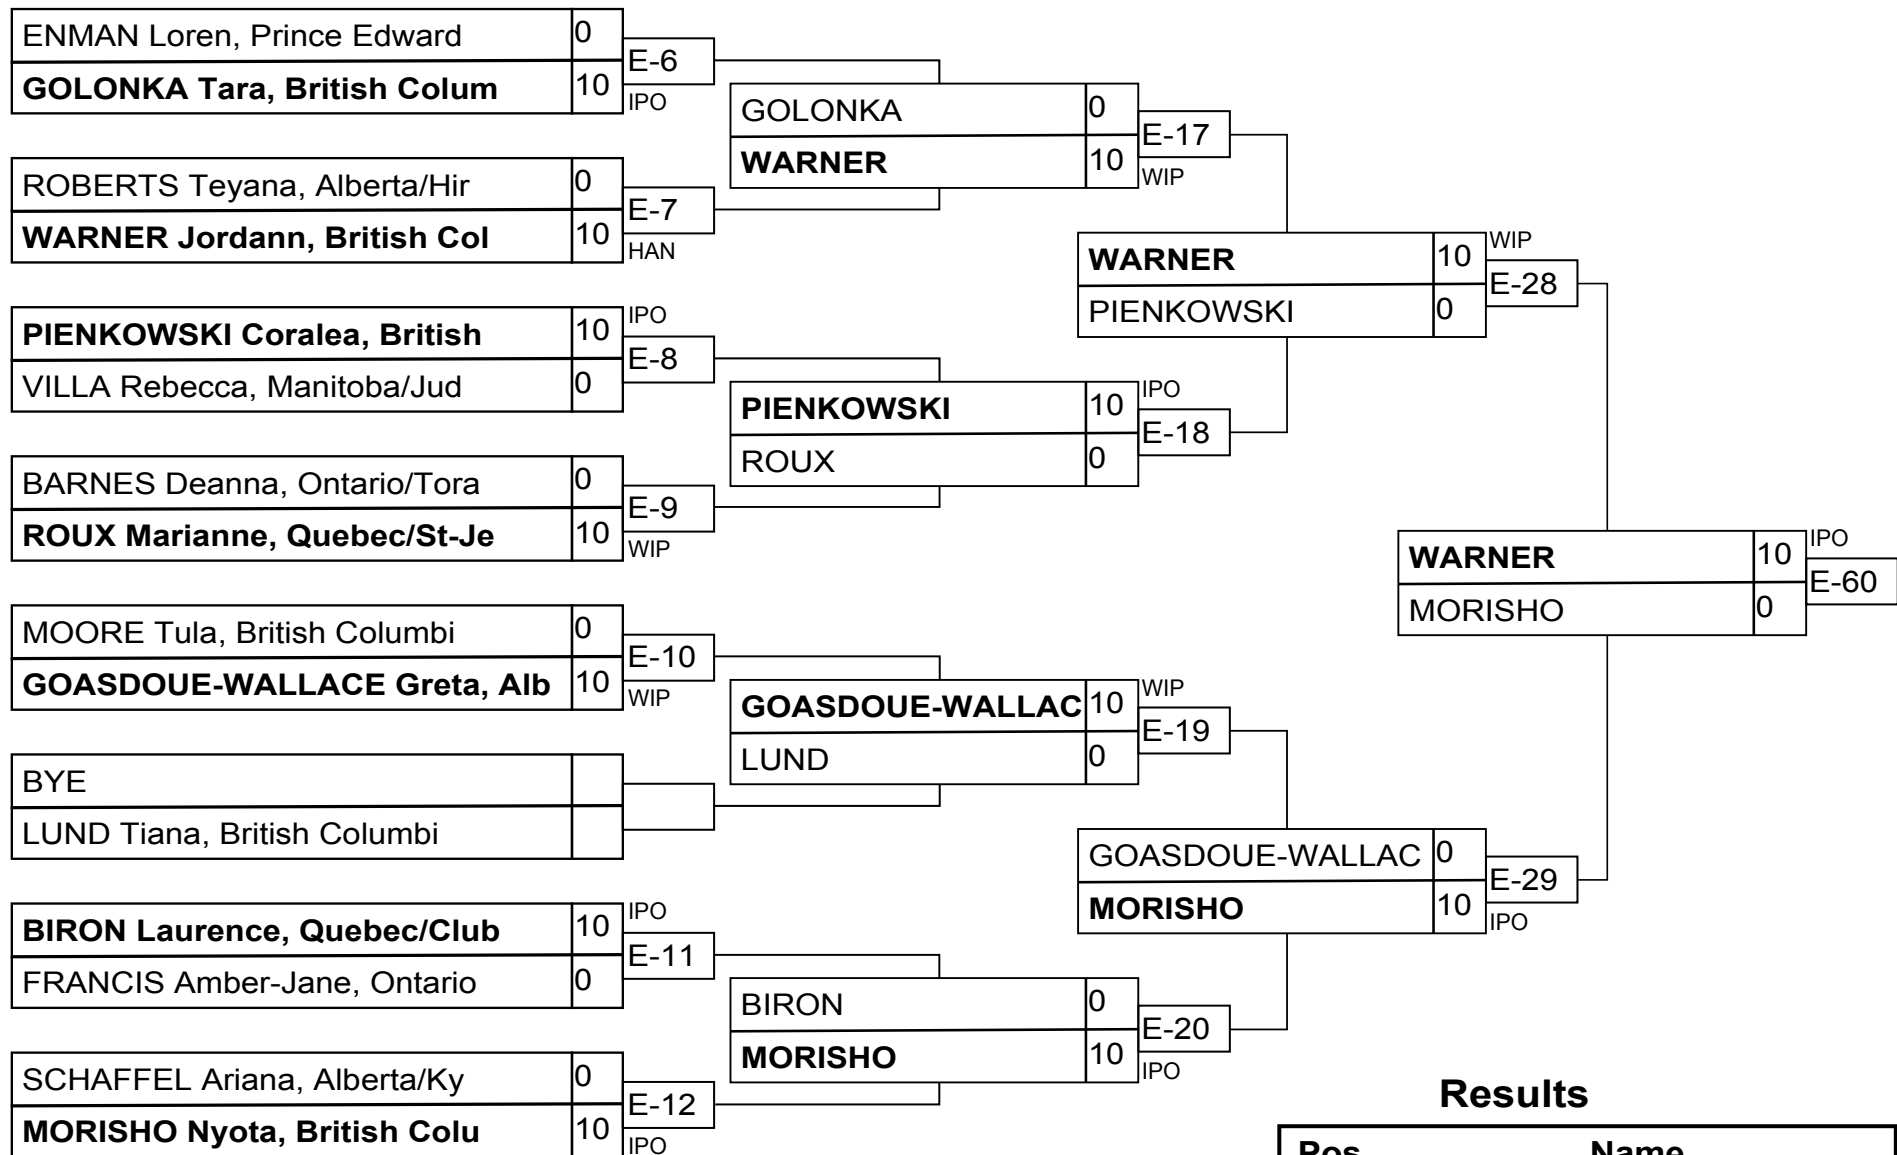 ENMAN Loren, Prince Edward 0
E-6
GOLONKA Tara, British Colum 10
IPO
ROBERTS Teyana, Alberta/Hir 0
E-7
WARNER Jordann, British Col 10
HAN
PIENKOWSKI Coralea, British 10
IPO
E-8
VILLA Rebecca, Manitoba/Jud 0
BARNES Deanna, Ontario/Tora 0
E-9
ROUX Marianne, Quebec/St-Je 10
WIP
MOORE Tula, British Columbi 0
E-10
GOASDOUE-WALLACE Greta, Alb 10
WIP
BYE
LUND Tiana, British Columbi
BIRON Laurence, Quebec/Club 10
IPO
E-11
FRANCIS Amber-Jane, Ontario 0
SCHAFFEL Ariana, Alberta/Ky 0
E-12
MORISHO Nyota, British Colu 10
IPO
GOLONKA 0
E-17
WARNER 10
WIP
PIENKOWSKI 10
IPO
E-18
ROUX 0
GOASDOUE-WALLAC 10
WIP
E-19
LUND 0
BIRON 0
E-20
MORISHO 10
IPO
WARNER 10
WIP
E-28
PIENKOWSKI 0
GOASDOUE-WALLAC 0
E-29
MORISHO 10
IPO
WARNER 10
IPO
E-60
MORISHO 0
Results
Pos Name